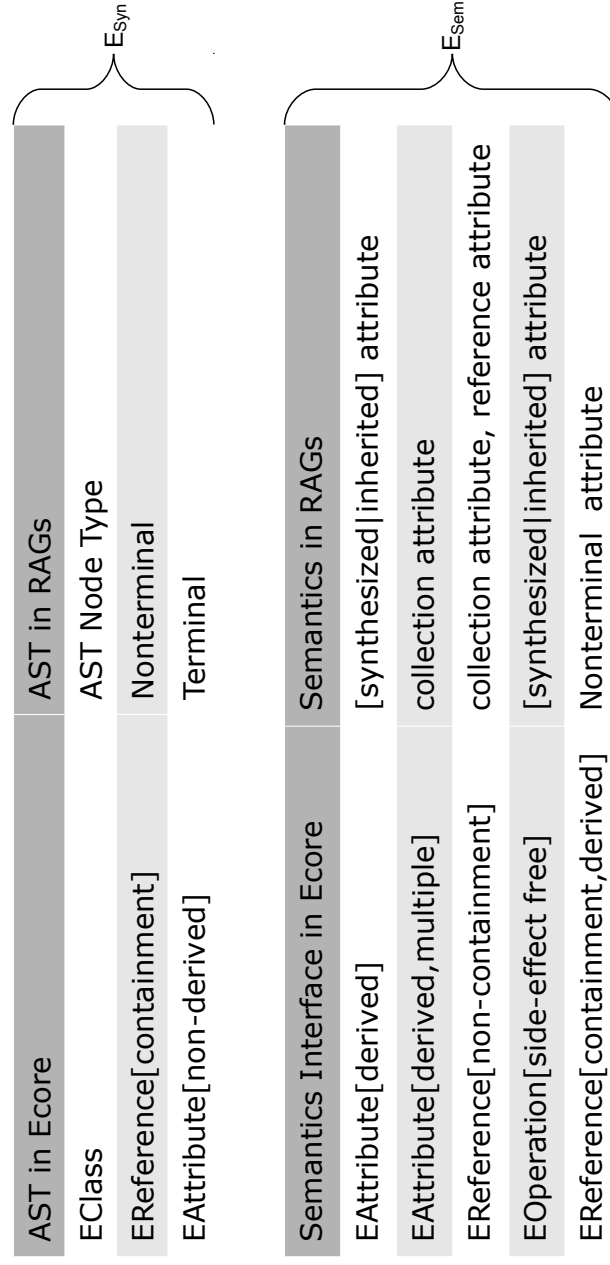 AST in Ecore AST in RAGs
EClass AST Node Type
EReference[containment] Nonterminal
EAttribute[non-derived] Terminal
E_Syn
Semantics Interface in Ecore Semantics in RAGs
EAttribute[derived] [synthesized|inherited] attribute
EAttribute[derived,multiple] collection attribute
EReference[non-containment] collection attribute, reference attribute
EOperation[side-effect free] [synthesized|inherited] attribute
EReference[containment,derived] Nonterminal attribute
E_Sem